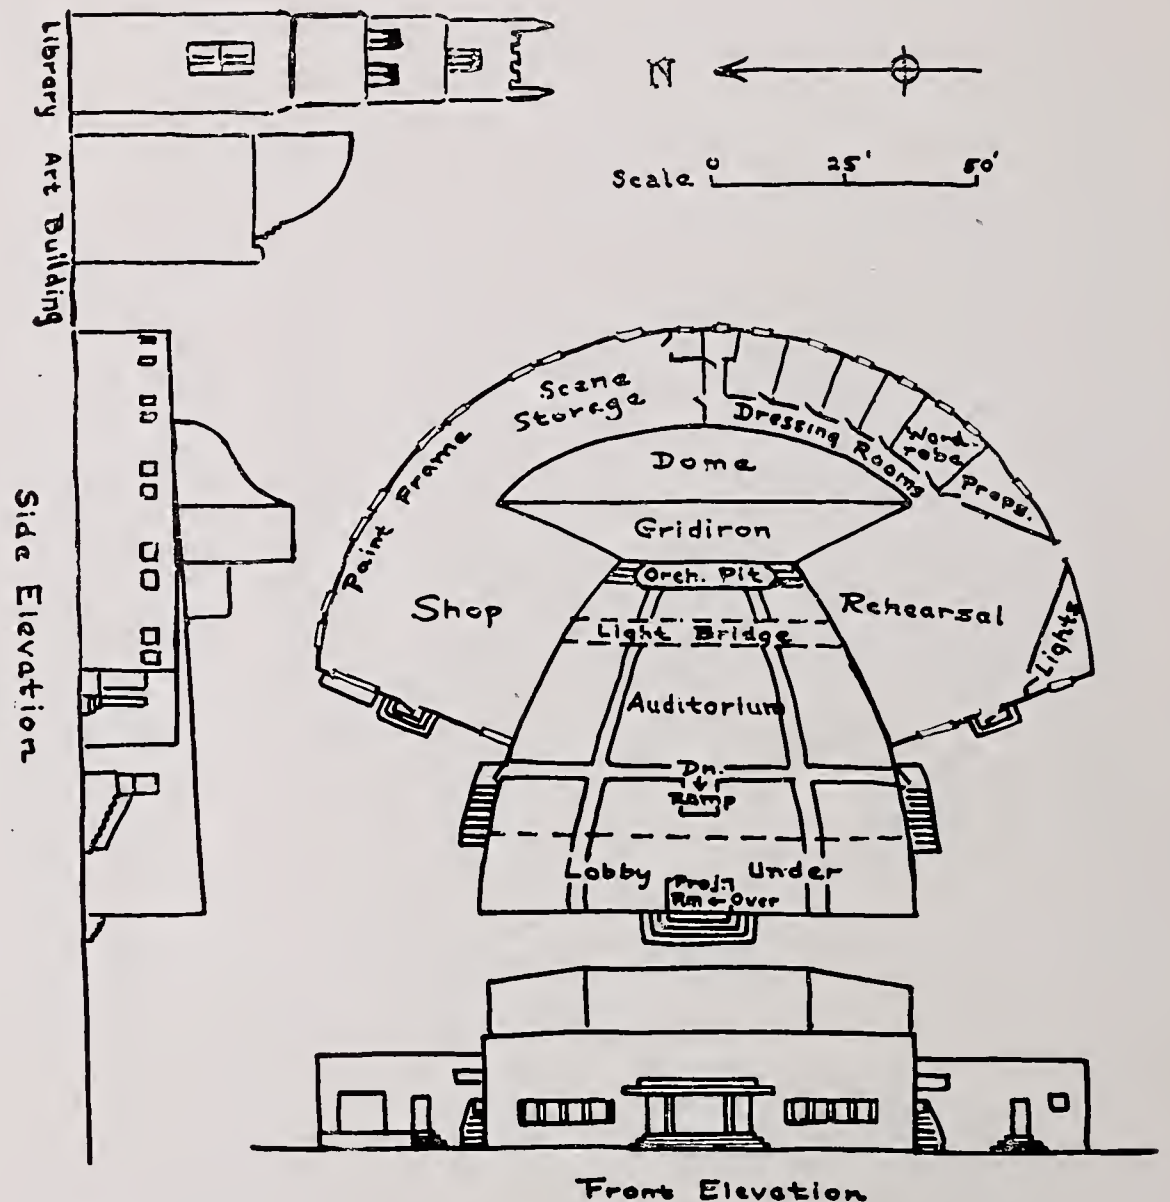 Library Art Building
N
Scale 0 25' 50'
Side Elevation
Scene
Storage
Paint Frame
Dressing Rooms
Ward-
robe
Propy.
Dome
Gridiron
Orch. Pit
Shop
Rehearsal
Lights
Light Bridge
Auditorium
Dn.
Ramp
Lobby Under
Proj'n
Rm Over
Front Elevation